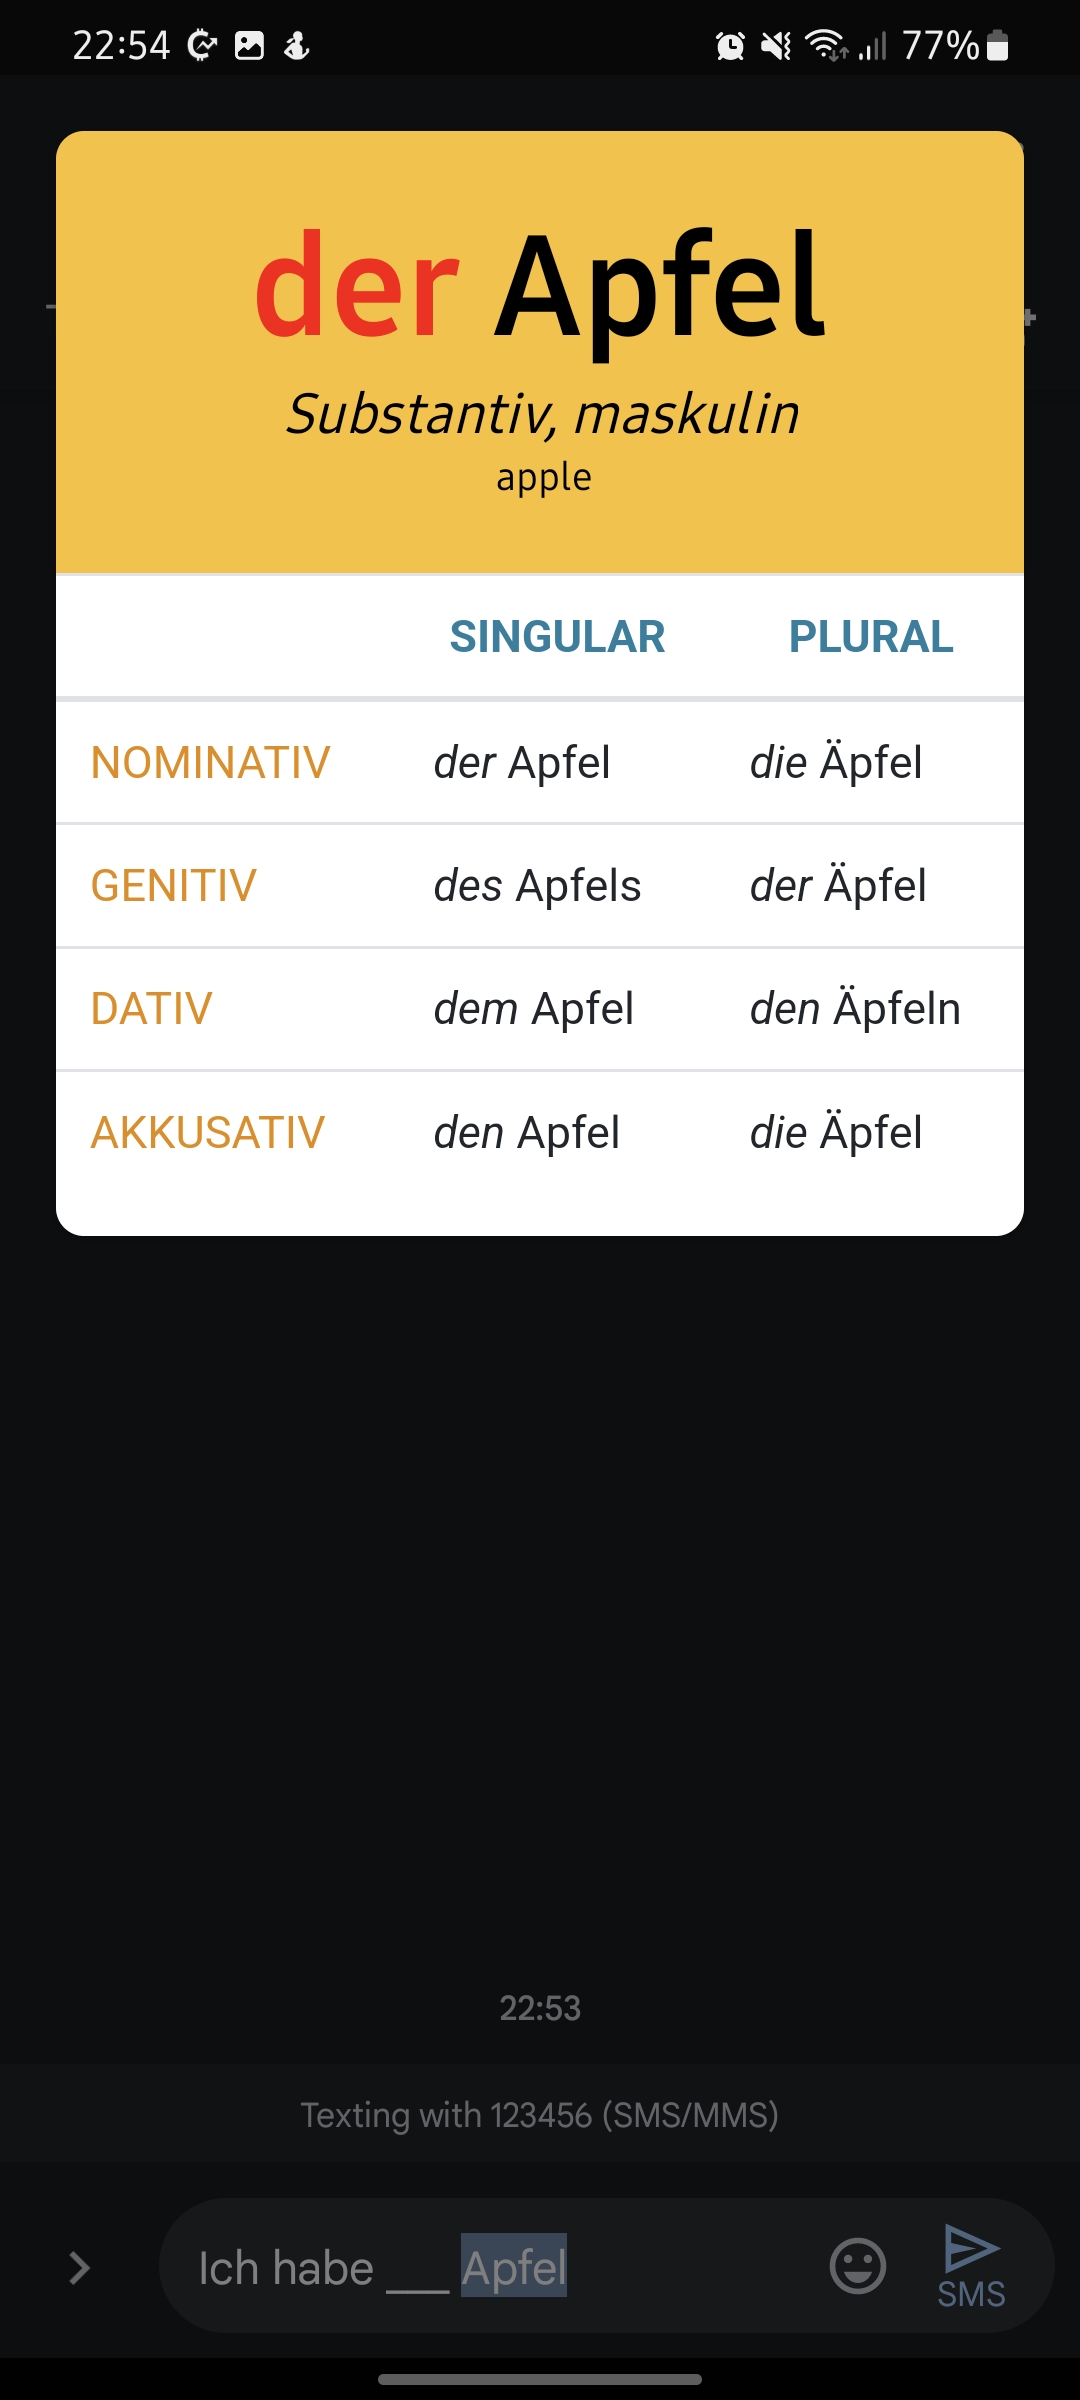 22:54 77%
der Apfel
Substantiv, maskulin
apple
SINGULAR PLURAL
NOMINATIV der Apfel die Äpfel
GENITIV des Apfels der Äpfel
DATIV dem Apfel den Äpfeln
AKKUSATIV den Apfel die Äpfel
22:53
Texting with 123456 (SMS/MMS)
Ich habe ___ Apfel
SMS